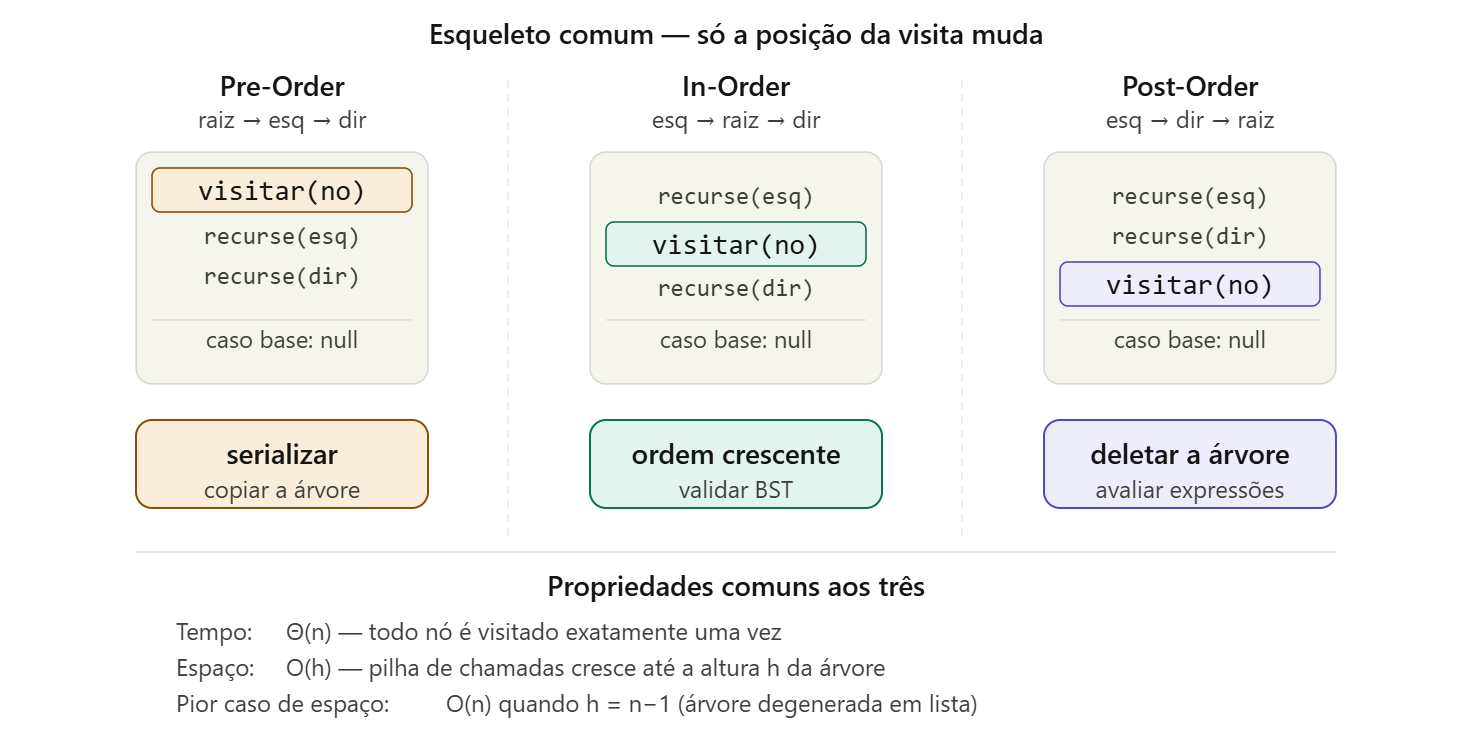 Esqueleto comum — só a posição da visita muda
Pre-Order
raiz → esq → dir
visitar(no)
recurse(esq)
recurse(dir)
caso base: null
serializar
copiar a árvore
In-Order
esq → raiz → dir
recurse(esq)
visitar(no)
recurse(dir)
caso base: null
ordem crescente
validar BST
Post-Order
esq → dir → raiz
recurse(esq)
recurse(dir)
visitar(no)
caso base: null
deletar a árvore
avaliar expressões
Propriedades comuns aos três
Tempo: Θ(n) — todo nó é visitado exatamente uma vez
Espaço: O(h) — pilha de chamadas cresce até a altura h da árvore
Pior caso de espaço: O(n) quando h = n−1 (árvore degenerada em lista)